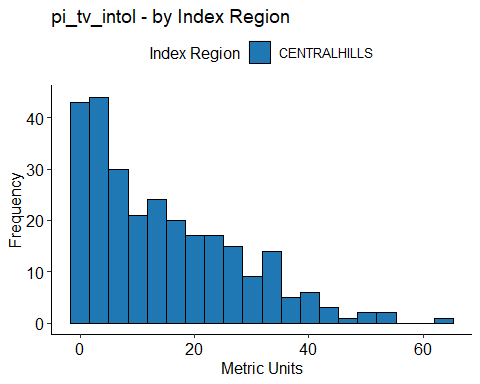 pi_tv_intol - by Index Region
Index Region CENTRALHILLS
Frequency
40
30
20
10
0
0 20 40 60
Metric Units